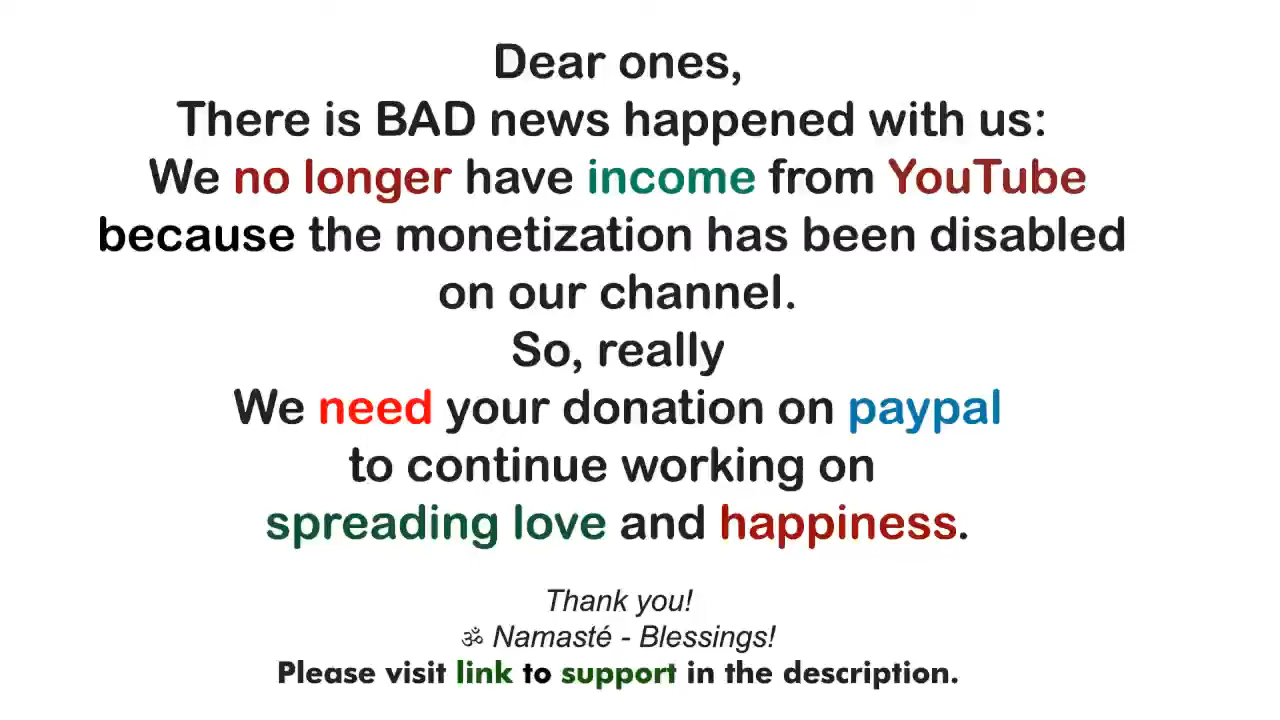 Dear ones,
There is BAD news happened with us:
We no longer have income from YouTube
because the monetization has been disabled
on our channel.
So, really
We need your donation on paypal
to continue working on
spreading love and happiness.
Thank you!
ॐ Namasté - Blessings!
Please visit link to support in the description.